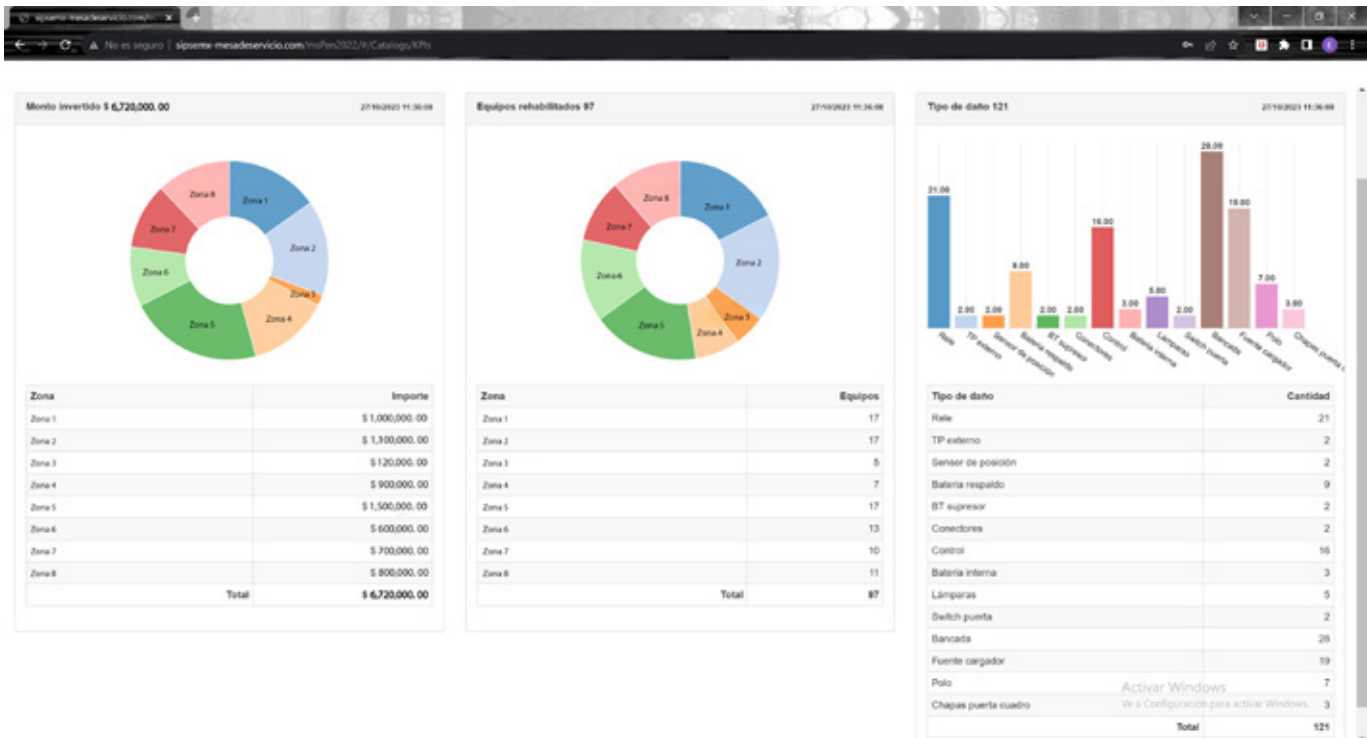 sipsemx-mesadeservicio.com/
No es seguro | sipsemx-mesadeservicio.com/msPen2022/#/Catalogs/KPIs
Monto invertido $ 6,720,000. 00 27/10/2023 11:36:08
Zona 1
Zona 2
Zona 3
Zona 4
Zona 5
Zona 6
Zona 7
Zona 8
Zona Importe
Zona 1 $ 1,000,000. 00
Zona 2 $ 1,100,000. 00
Zona 3 $ 120,000. 00
Zona 4 $ 900,000. 00
Zona 5 $ 1,500,000. 00
Zona 6 $ 600,000. 00
Zona 7 $ 700,000. 00
Zona 8 $ 800,000. 00
Total $ 6,720,000. 00
Equipos rehabilitados 97 27/10/2023 11:36:08
Zona 1
Zona 2
Zona 3
Zona 4
Zona 5
Zona 6
Zona 7
Zona 8
Zona Equipos
Zona 1 17
Zona 2 17
Zona 3 5
Zona 4 7
Zona 5 17
Zona 6 13
Zona 7 10
Zona 8 11
Total 97
Tipo de daño 121 27/10/2023 11:36:08
21.00
2.00
2.00
9.00
2.00
2.00
16.00
3.00
5.00
2.00
28.00
19.00
7.00
3.00
Rele
TP externo
Sensor de posición
Bateria respaldo
BT supresor
Conectores
Control
Bateria interna
Lámparas
Switch puerta
Bancada
Fuente cargador
Polo
Chapas puerta c
Tipo de daño Cantidad
Rele 21
TP externo 2
Sensor de posición 2
Bateria respaldo 9
BT supresor 2
Conectores 2
Control 16
Bateria interna 3
Lámparas 5
Switch puerta 2
Bancada 28
Fuente cargador 19
Polo 7
Chapas puerta cuadro 3
Total 121
Activar Windows
Ve a Configuración para activar Windows.